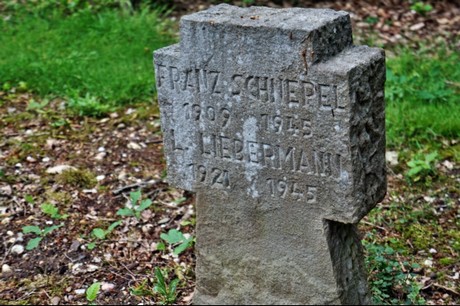 FRANZ SCHNEPEL
1909 1945
L. LIEBERMANN
1921 1945